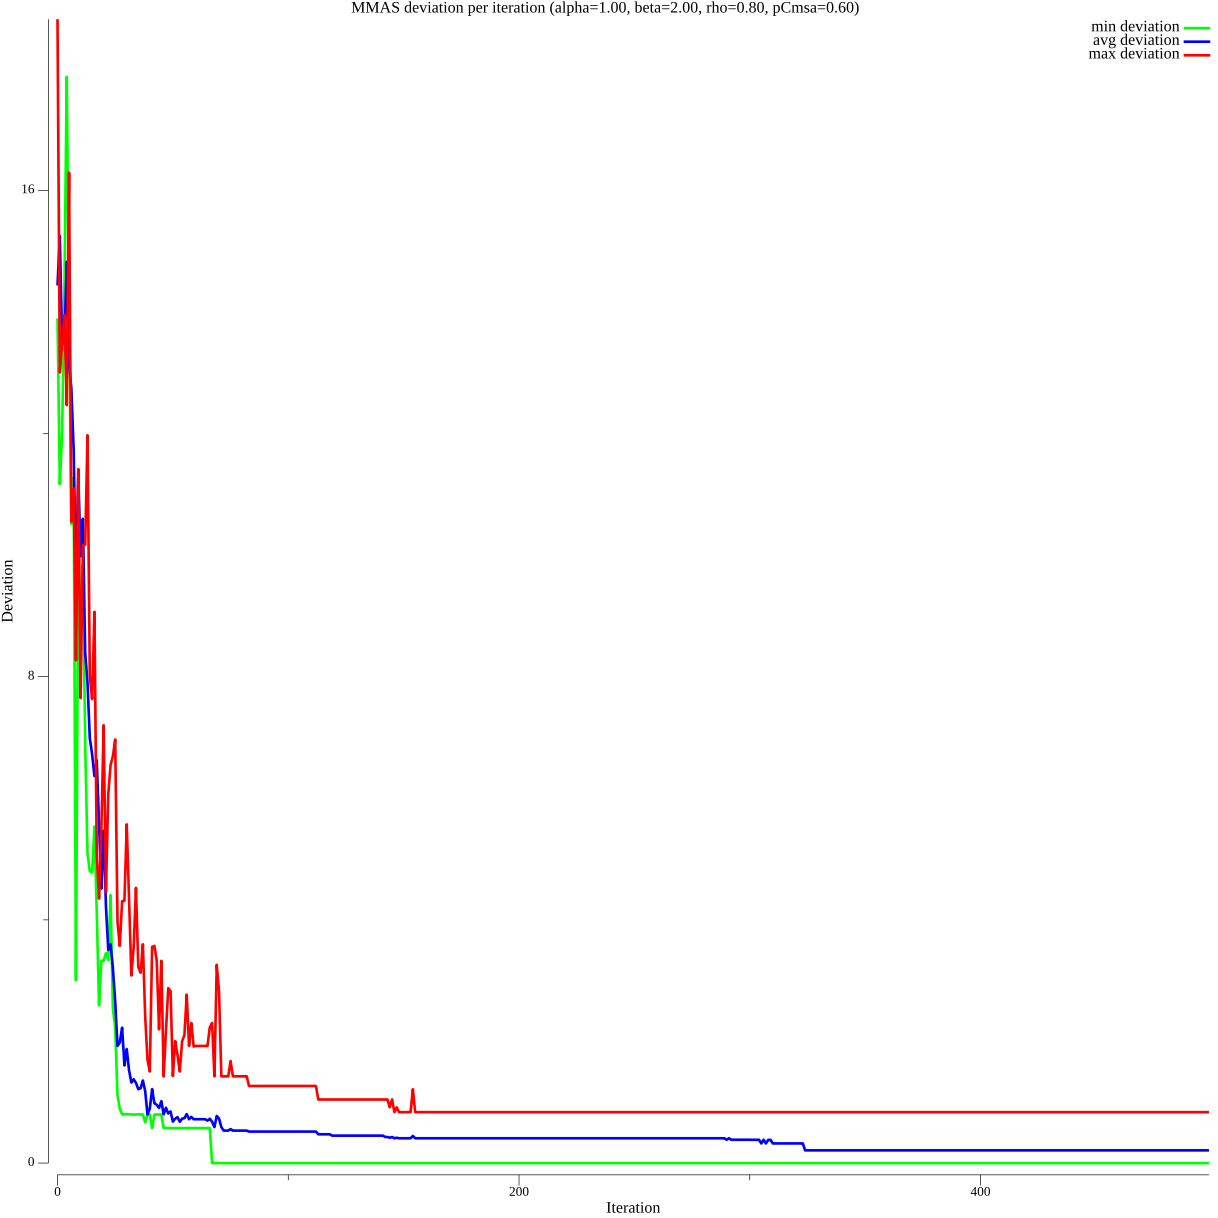 MMAS deviation per iteration (alpha=1.00, beta=2.00, rho=0.80, pCmsa=0.60)
min deviation
avg deviation
max deviation
16
8
0
Deviation
0
200
400
Iteration